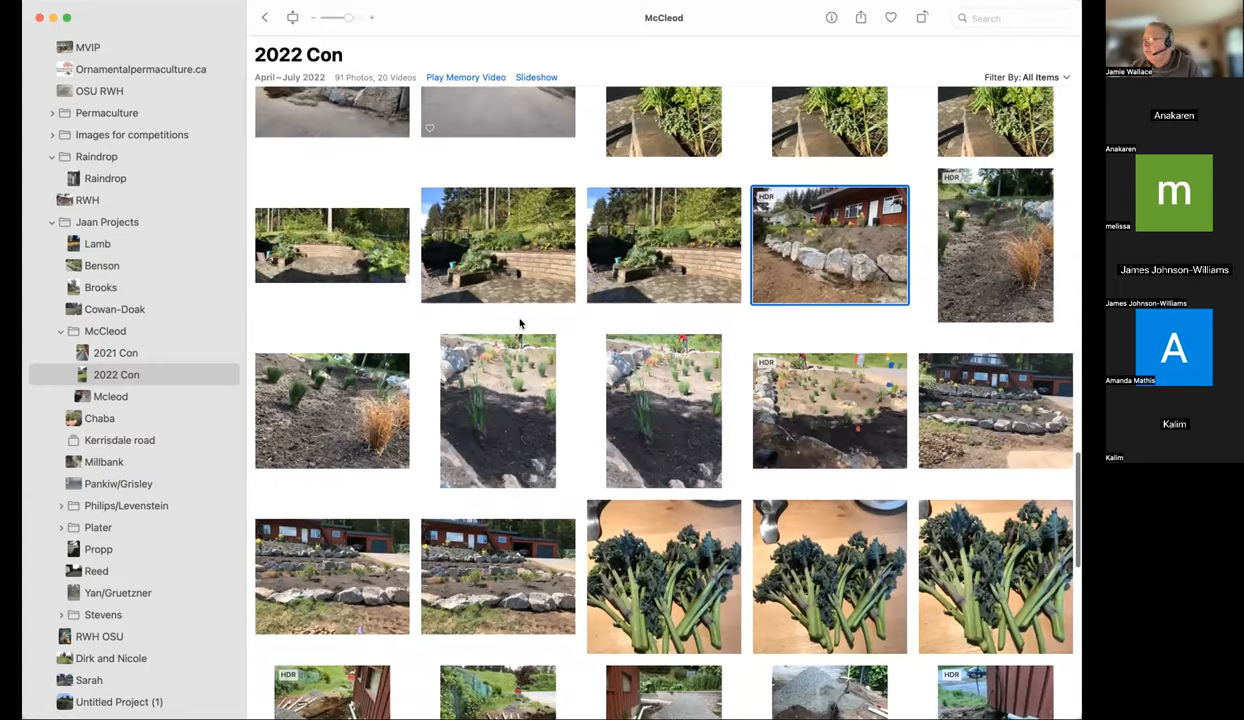 McCleod
Search
MVIP
Ornamentalpermaculture.ca
OSU RWH
Permaculture
Images for competitions
Raindrop
Raindrop
RWH
Jaan Projects
Lamb
Benson
Brooks
Cowan-Doak
McCleod
2021 Con
2022 Con
Mcleod
Chaba
Kerrisdale road
Millbank
Pankiw/Grisley
Philips/Levenstein
Plater
Propp
Reed
Yan/Gruetzner
Stevens
RWH OSU
Dirk and Nicole
Sarah
Untitled Project (1)
2022 Con
April–July 2022 91 Photos, 20 Videos Play Memory Video Slideshow Filter By: All Items
HDR
HDR
HDR
HDR
HDR
Jamie Wallace
Anakaren
Anakaren
m
melissa
James Johnson-Williams
James Johnson-Williams
A
Amanda Mathis
Kalim
Kalim